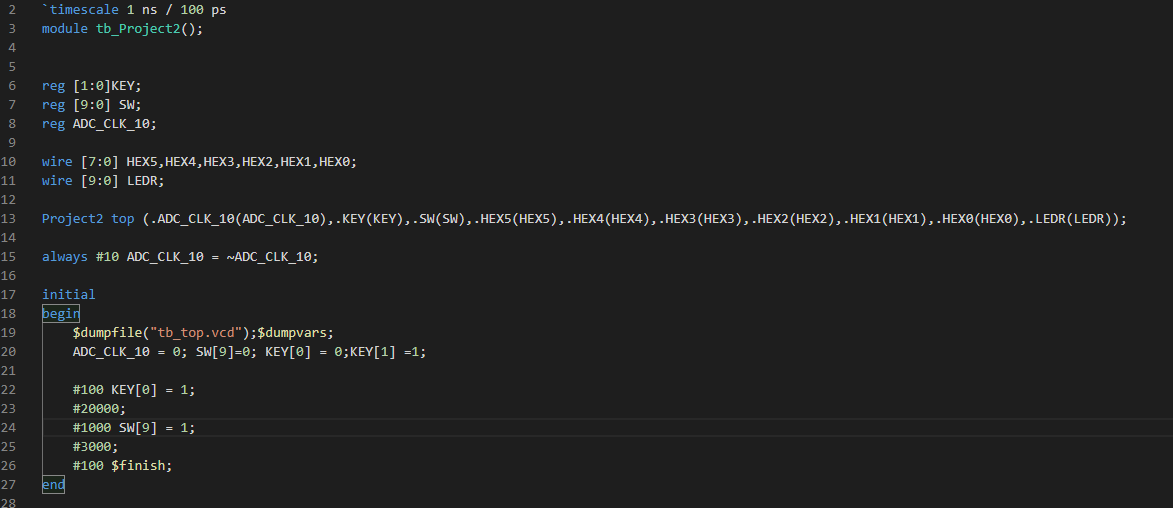 2 `timescale 1 ns / 100 ps
3 module tb_Project2();
4
5
6 reg [1:0]KEY;
7 reg [9:0] SW;
8 reg ADC_CLK_10;
9
10 wire [7:0] HEX5,HEX4,HEX3,HEX2,HEX1,HEX0;
11 wire [9:0] LEDR;
12
13 Project2 top (.ADC_CLK_10(ADC_CLK_10),.KEY(KEY),.SW(SW),.HEX5(HEX5),.HEX4(HEX4),.HEX3(HEX3),.HEX2(HEX2),.HEX1(HEX1),.HEX0(HEX0),.LEDR(LEDR));
14
15 always #10 ADC_CLK_10 = ~ADC_CLK_10;
16
17 initial
18 begin
19     $dumpfile("tb_top.vcd");$dumpvars;
20     ADC_CLK_10 = 0; SW[9]=0; KEY[0] = 0;KEY[1] =1;
21
22     #100 KEY[0] = 1;
23     #20000;
24     #1000 SW[9] = 1;
25     #3000;
26     #100 $finish;
27 end
28